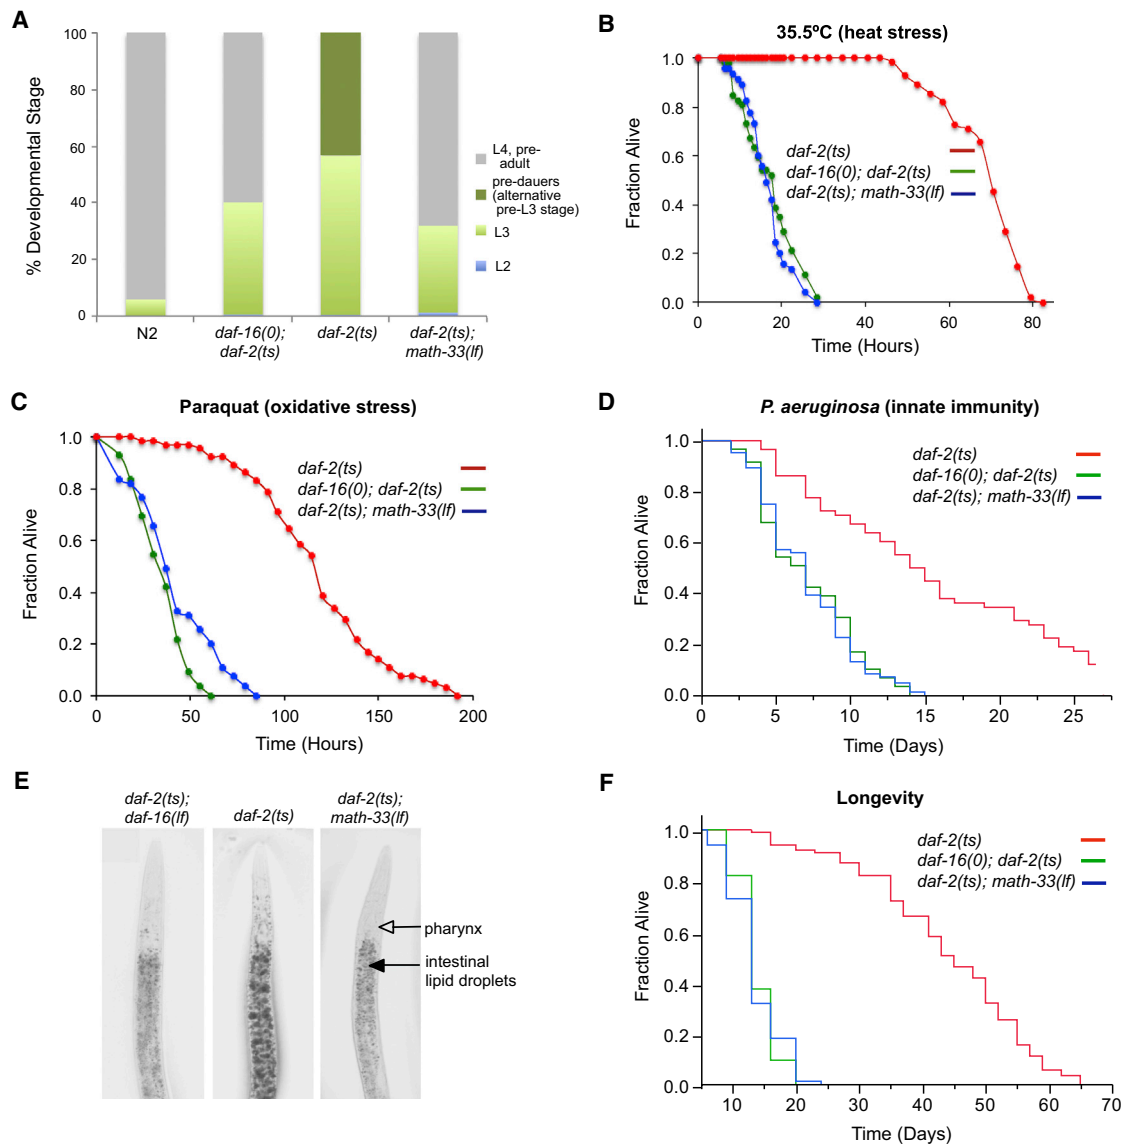 A
% Developmental Stage
100
80
60
40
20
0
N2
daf-16(0);
daf-2(ts)
daf-2(ts)
daf-2(ts);
math-33(lf)
L4, pre-
adult
pre-dauers
(alternative
pre-L3 stage)
L3
L2
B
35.5ºC (heat stress)
Fraction Alive
1.0
0.8
0.6
0.4
0.2
0.0
daf-2(ts)
daf-16(0); daf-2(ts)
daf-2(ts); math-33(lf)
0 20 40 60 80
Time (Hours)
C
Paraquat (oxidative stress)
Fraction Alive
1.0
0.8
0.6
0.4
0.2
0.0
daf-2(ts)
daf-16(0); daf-2(ts)
daf-2(ts); math-33(lf)
0 50 100 150 200
Time (Hours)
D
P. aeruginosa (innate immunity)
Fraction Alive
1.0
0.8
0.6
0.4
0.2
0.0
daf-2(ts)
daf-16(0); daf-2(ts)
daf-2(ts); math-33(lf)
0 5 10 15 20 25
Time (Days)
E
daf-2(ts);
daf-16(lf)
daf-2(ts)
daf-2(ts);
math-33(lf)
pharynx
intestinal
lipid droplets
F
Longevity
Fraction Alive
1.0
0.8
0.6
0.4
0.2
0.0
daf-2(ts)
daf-16(0); daf-2(ts)
daf-2(ts); math-33(lf)
10 20 30 40 50 60 70
Time (Days)